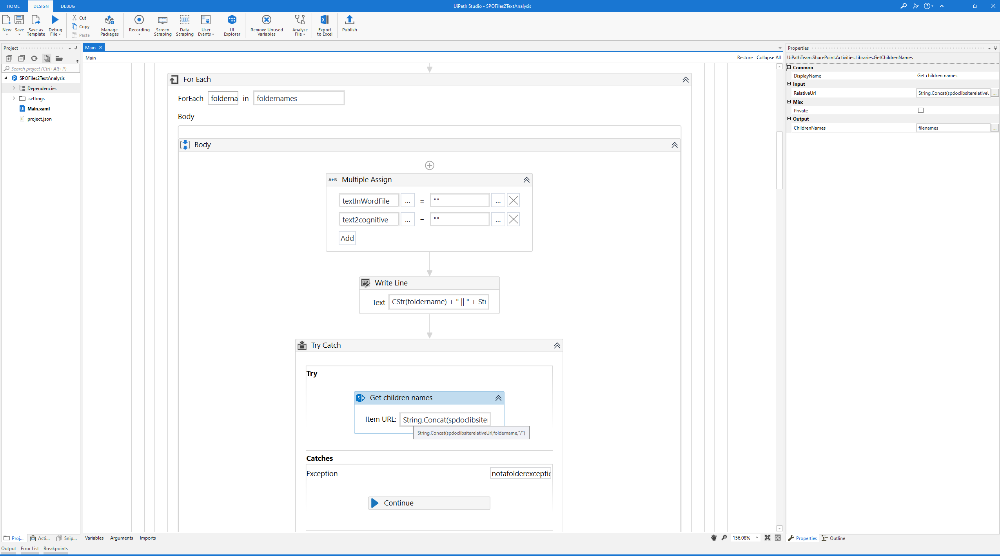 HOME DESIGN DEBUG
UiPath Studio - SPOFiles2TextAnalysis
New
Save
Save as Template
Debug File
Cut
Copy
Paste
Manage Packages
Recording
Screen Scraping
Data Scraping
User Events
UI Explorer
Remove Unused Variables
Analyze File
Export to Excel
Publish
Project
Search project (Ctrl+Alt+P)
SPOFiles2TextAnalysis
Dependencies
.settings
Main.xaml
project.json
Main
Main
Restore Collapse All
For Each
ForEach folderna in foldernames
Body
Body
A B Multiple Assign
textInWordFile ... = "" ...
text2cognitive ... = "" ...
Add
Write Line
Text CStr(foldername) + " || " + Str
Try Catch
Try
Get children names
Item URL: String.Concat(spdoclibsite
String.Concat(spdoclibsiterelativeUrl,foldername,"/")
Catches
Exception notafolderexceptio
Continue
Properties
UiPathTeam.SharePoint.Activities.Libraries.GetChildrenNames
Common
DisplayName Get children names
Input
RelativeUrl String.Concat(spdoclibsiterelativeU ...
Misc
Private
Output
ChildrenNames filenames ...
Proj... Acti... Snip...
Variables Arguments Imports
156.08%
Properties Outline
Output Error List Breakpoints